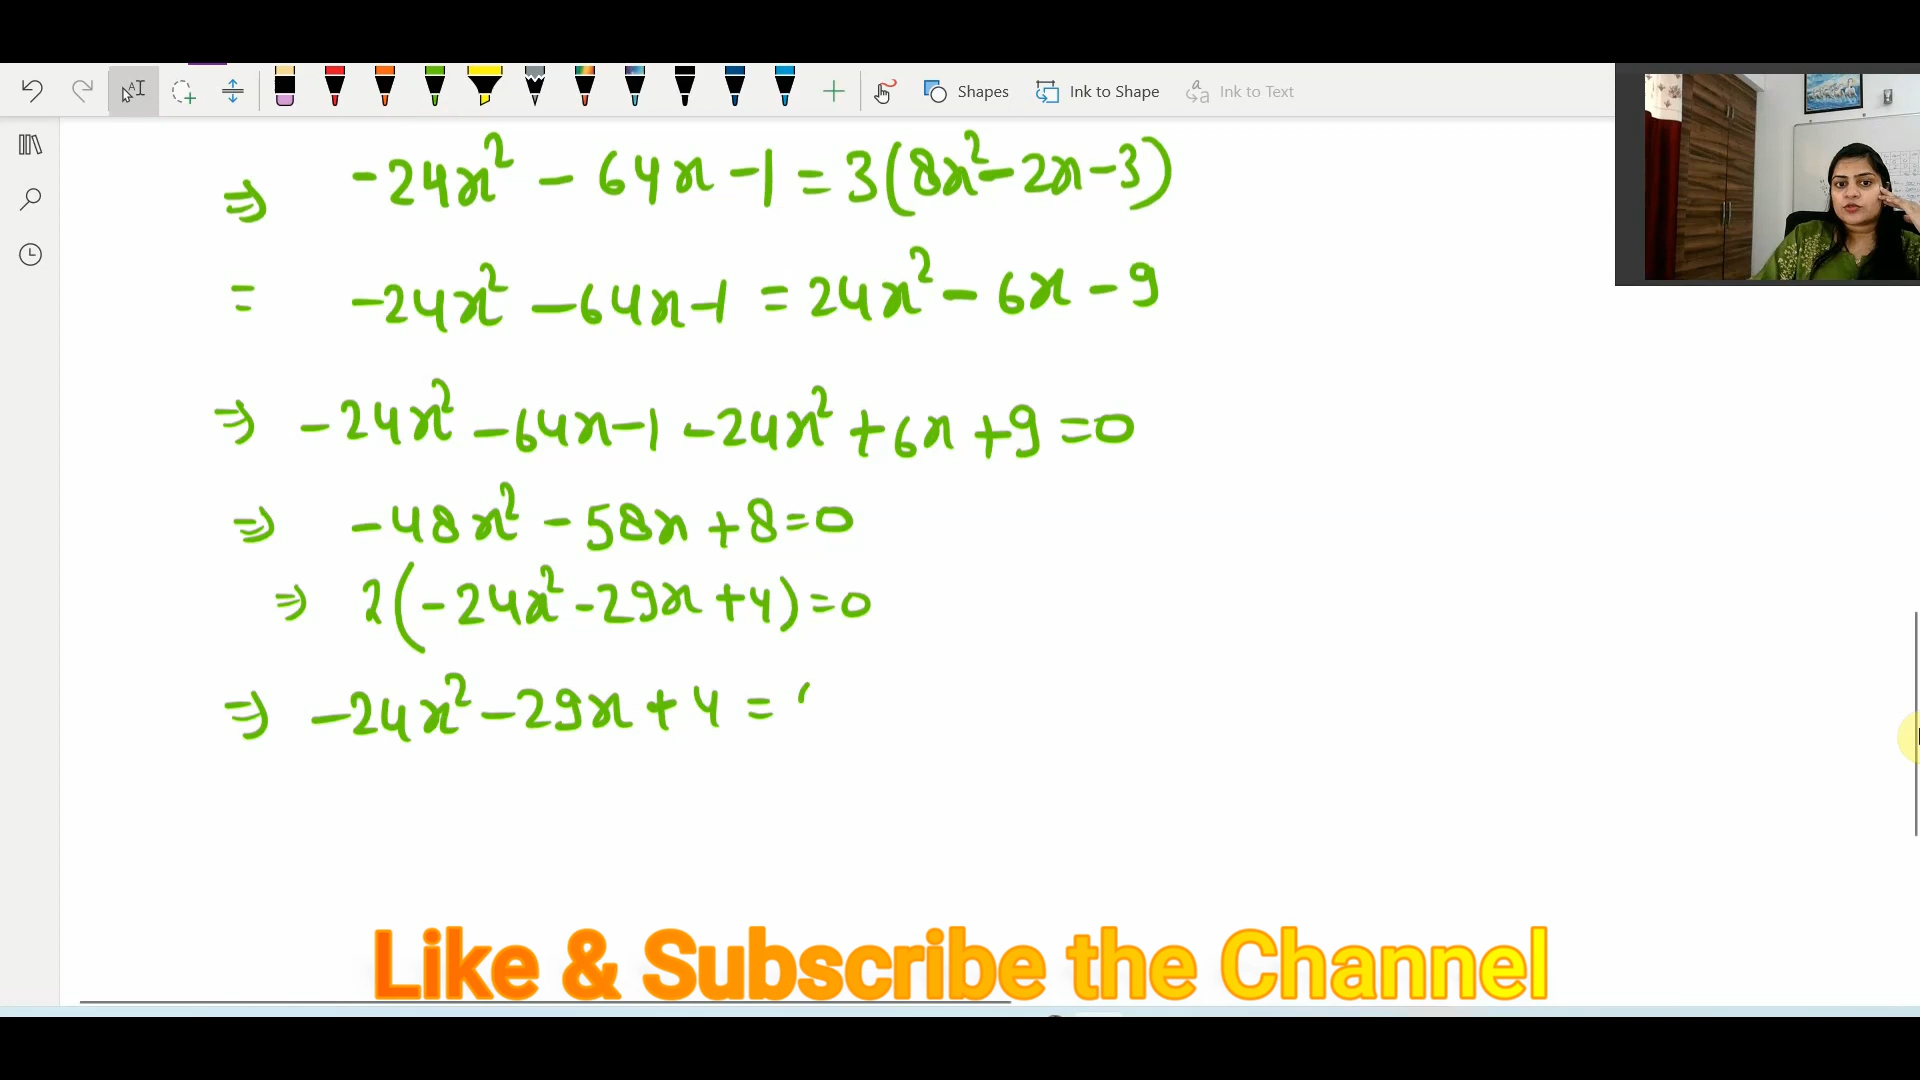 Shapes Ink to Shape Ink to Text
⇒ -24x² - 64x - 1 = 3(8x² - 2x - 3)
= -24x² - 64x - 1 = 24x² - 6x - 9
⇒ -24x² - 64x - 1 - 24x² + 6x + 9 = 0
⇒ -48x² - 58x + 8 = 0
⇒ 2(-24x² - 29x + 4) = 0
⇒ -24x² - 29x + 4 =
Like & Subscribe the Channel